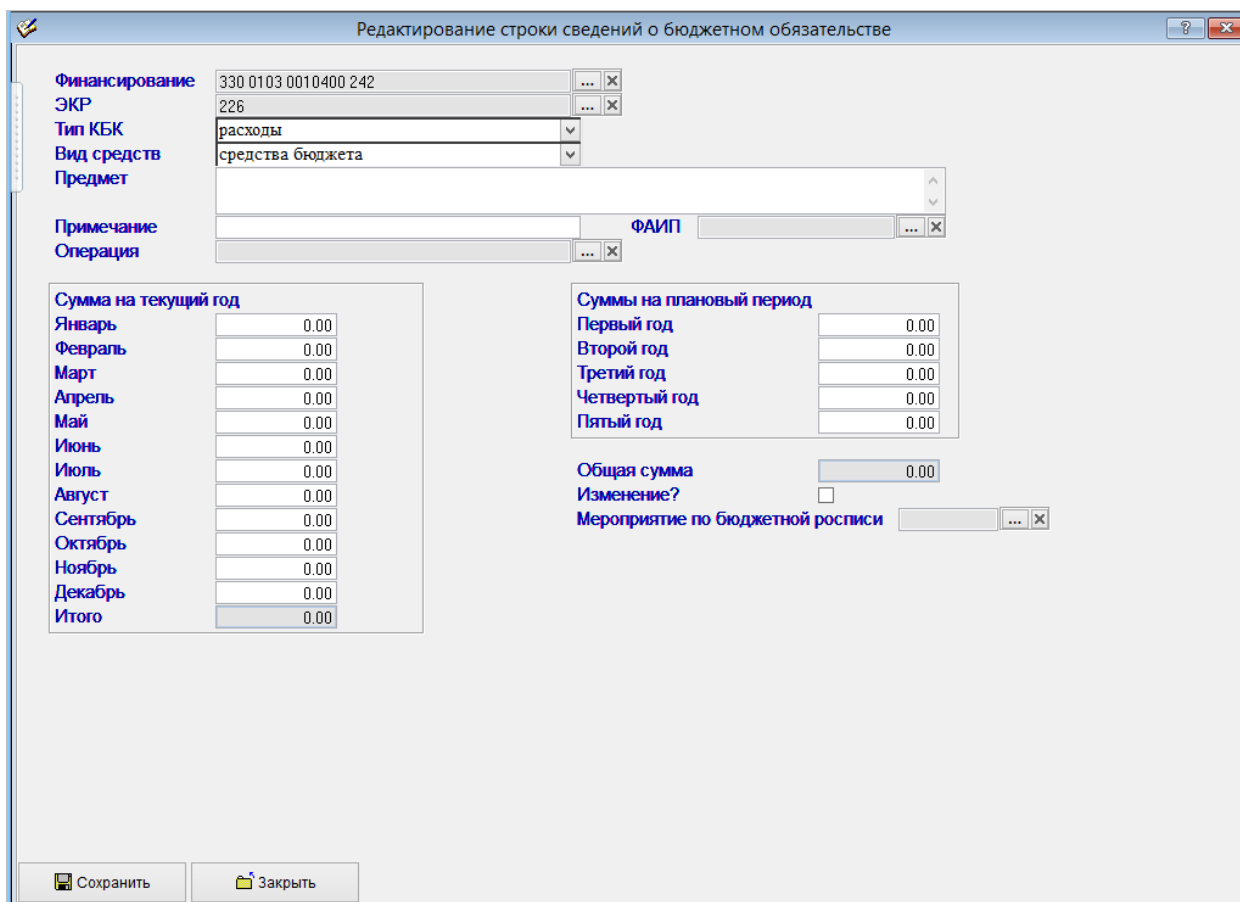 Редактирование строки сведений о бюджетном обязательстве
Финансирование 330 0103 0010400 242 ...
ЭКР 226 ...
Тип КБК расходы
Вид средств средства бюджета
Предмет
Примечание ФАИП ...
Операция ...
Сумма на текущий год Суммы на плановый период
Январь 0.00 Первый год 0.00
Февраль 0.00 Второй год 0.00
Март 0.00 Третий год 0.00
Апрель 0.00 Четвертый год 0.00
Май 0.00 Пятый год 0.00
Июнь 0.00
Июль 0.00 Общая сумма 0.00
Август 0.00 Изменение?
Сентябрь 0.00 Мероприятие по бюджетной росписи ...
Октябрь 0.00
Ноябрь 0.00
Декабрь 0.00
Итого 0.00
Сохранить Закрыть